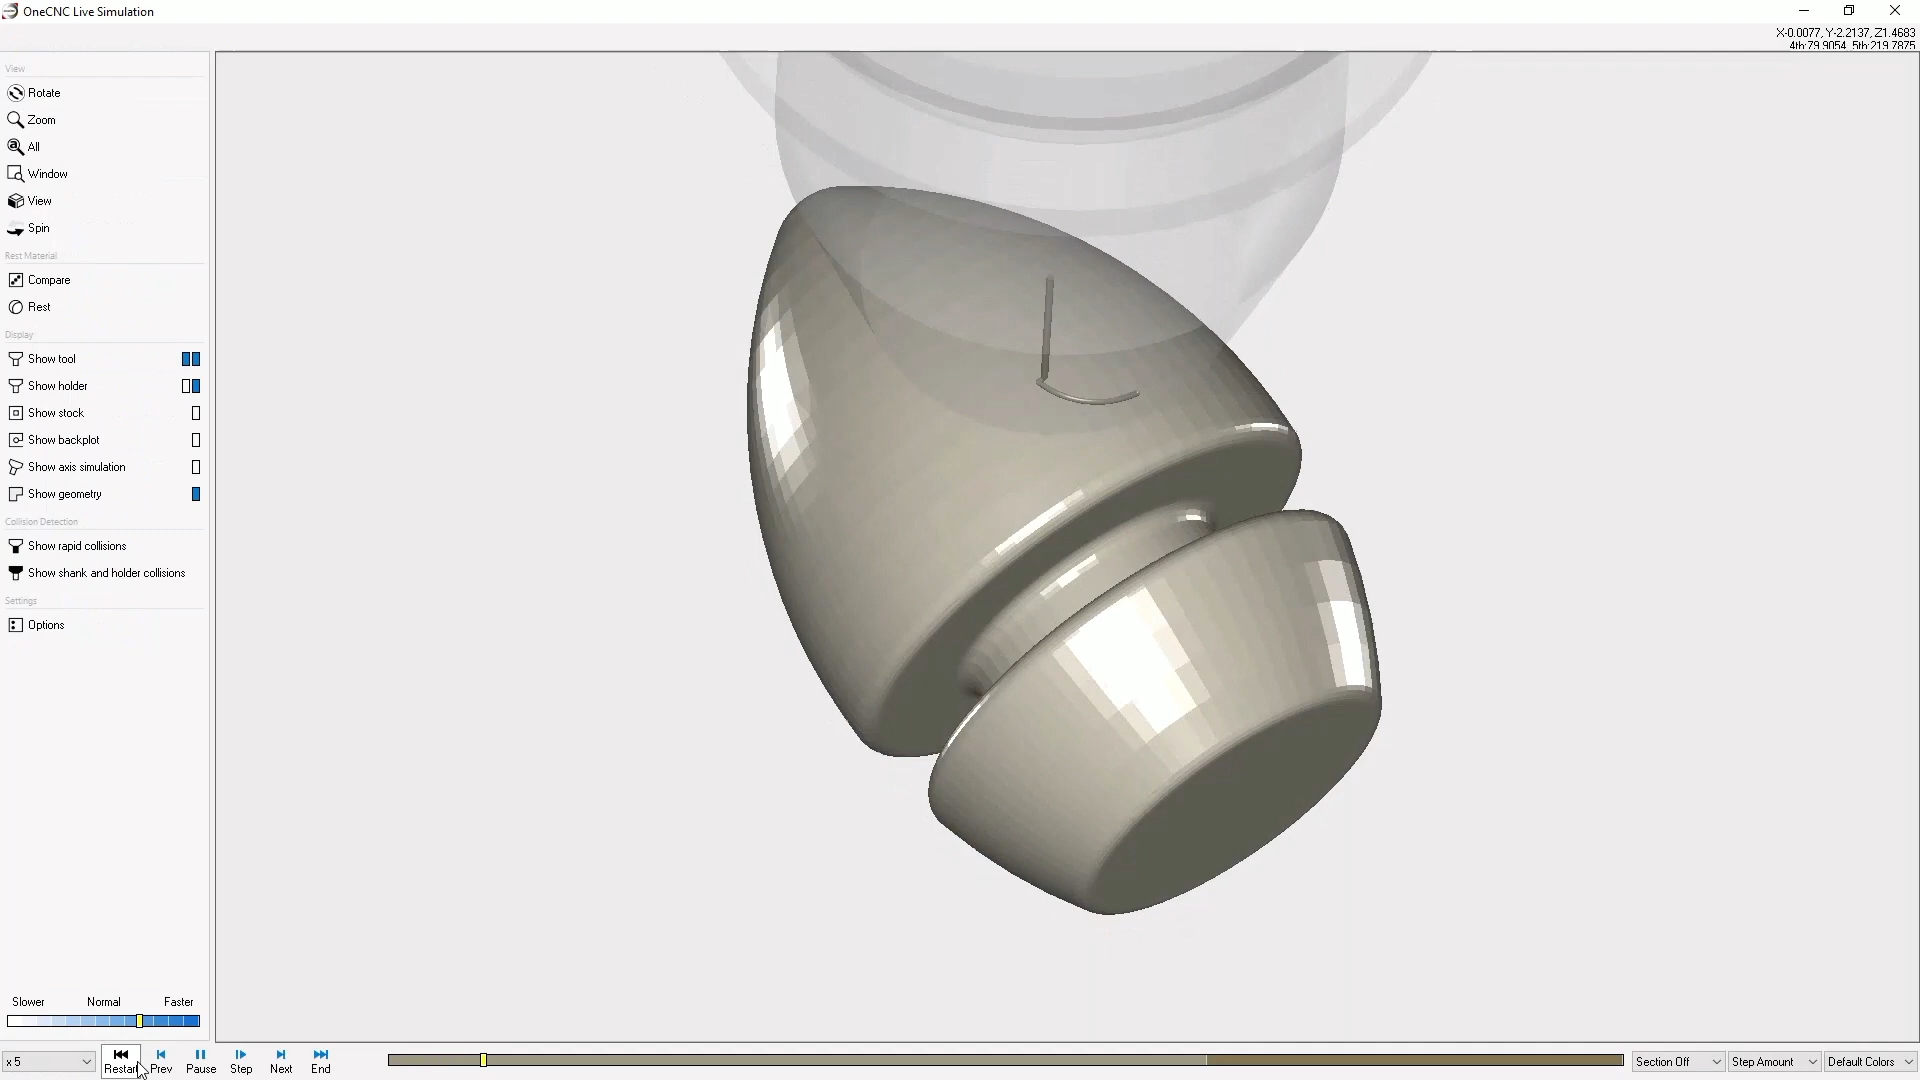 OneCNC Live Simulation
X-0.0077, Y-2.2137, Z1.4683
4th:79.9054, 5th:219.7875
View
Rotate
Zoom
All
Window
View
Spin
Rest Material
Compare
Rest
Display
Show tool
Show holder
Show stock
Show backplot
Show axis simulation
Show geometry
Collision Detection
Show rapid collisions
Show shank and holder collisions
Settings
Options
Slower Normal Faster
x 5 Restart Prev Pause Step Next End Section Off Step Amount Default Colors